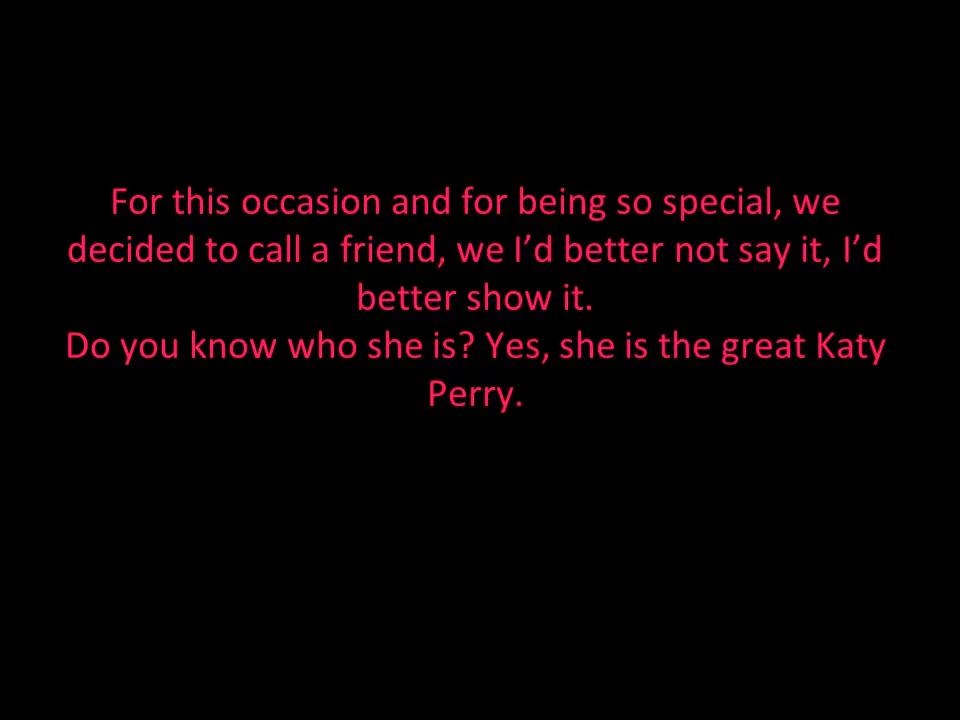 For this occasion and for being so special, we
decided to call a friend, we I’d better not say it, I’d
better show it.
Do you know who she is? Yes, she is the great Katy
Perry.